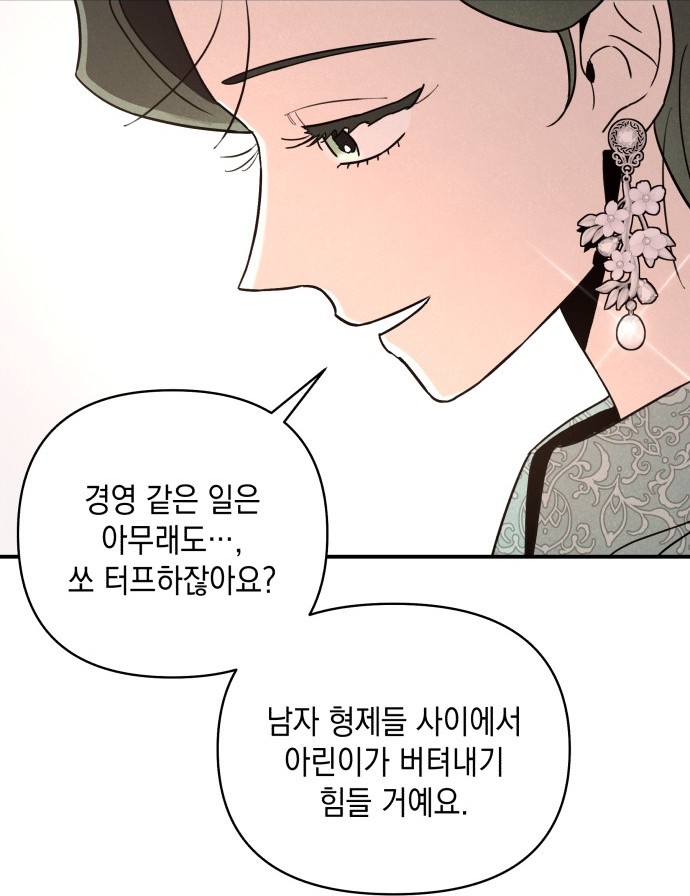 경영 같은 일은
아무래도…,
쏘 터프하잖아요?
남자 형제들 사이에서
아린이가 버텨내기
힘들 거예요.